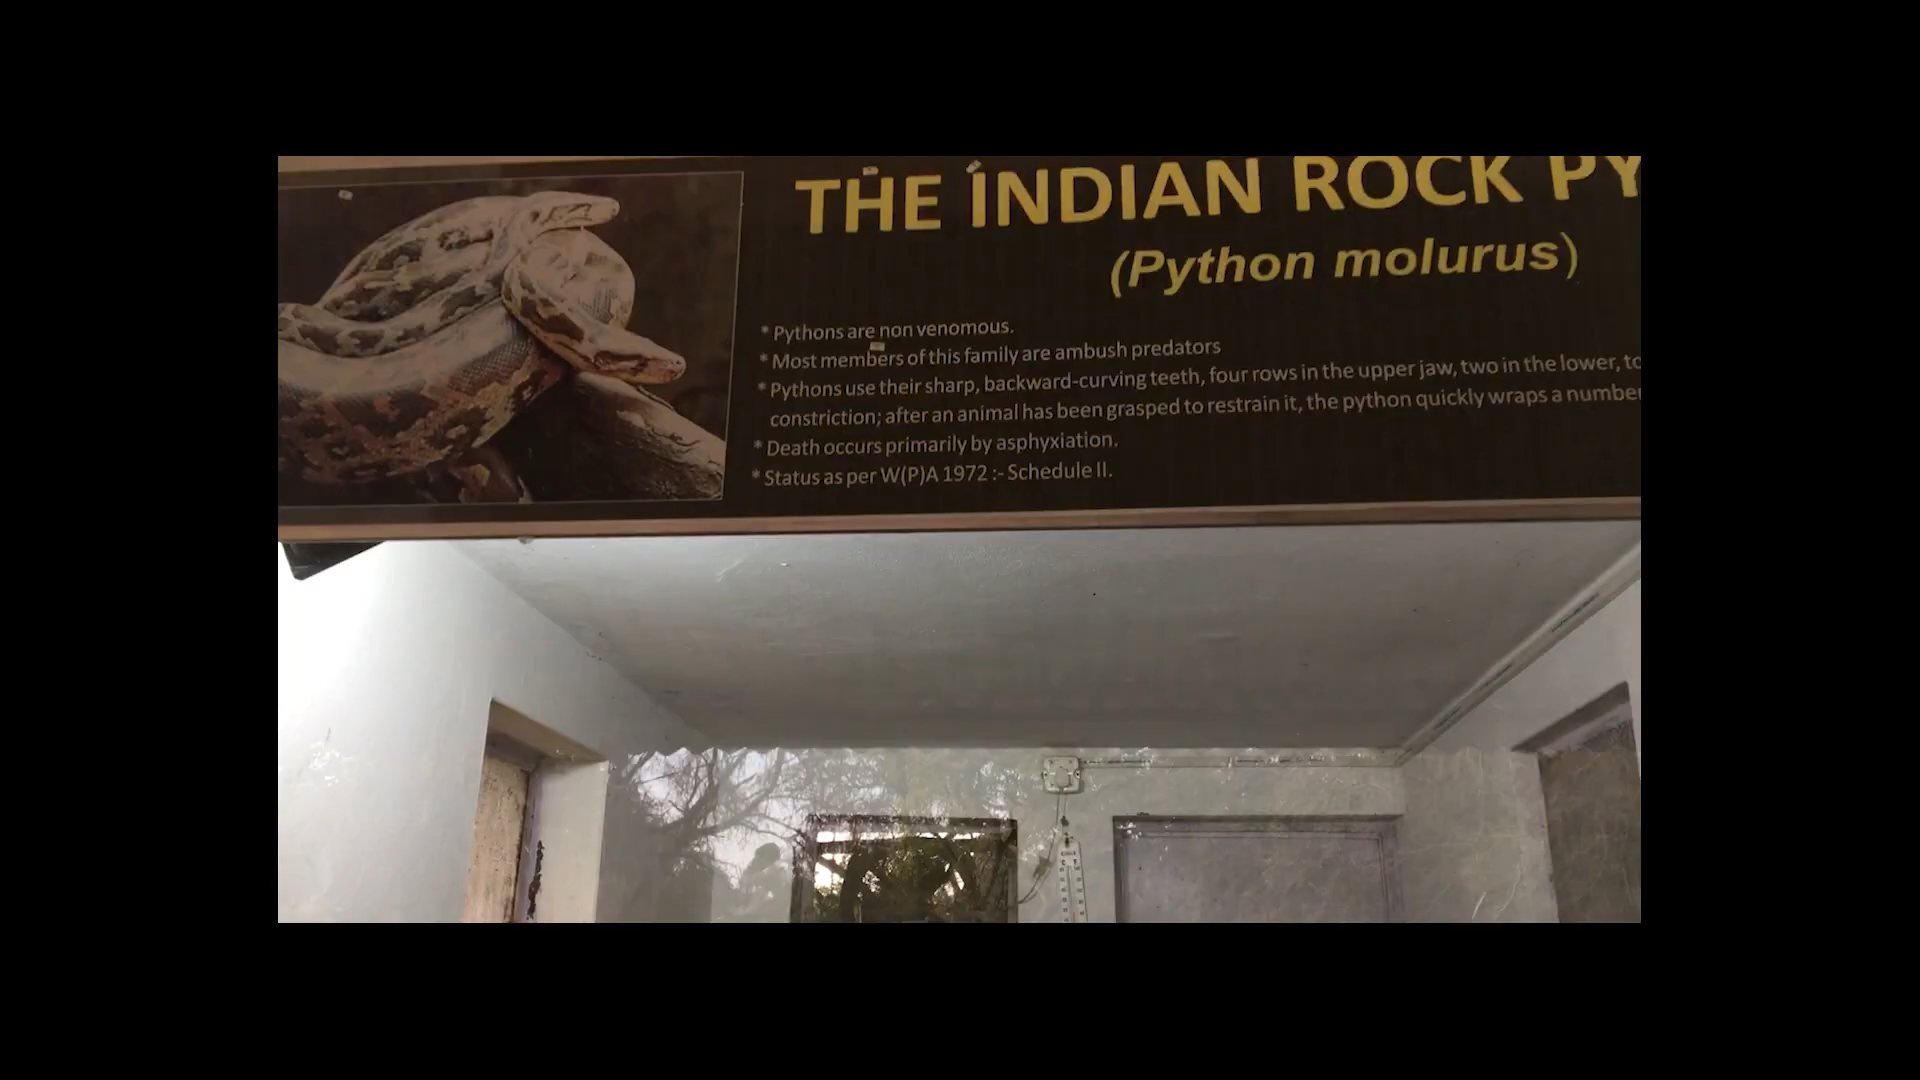 THE INDIAN ROCK PY
(Python molurus)
* Pythons are non venomous.
* Most members of this family are ambush predators
* Pythons use their sharp, backward-curving teeth, four rows in the upper jaw, two in the lower, to
constriction; after an animal has been grasped to restrain it, the python quickly wraps a number
* Death occurs primarily by asphyxiation.
* Status as per W(P)A 1972 :- Schedule II.